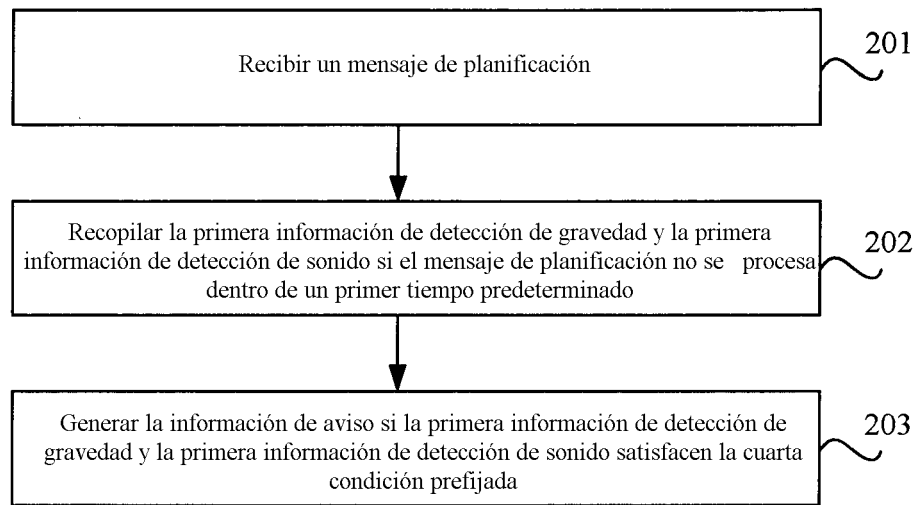 Recibir un mensaje de planificación
201
Recopilar la primera información de detección de gravedad y la primera
información de detección de sonido si el mensaje de planificación no se procesa
dentro de un primer tiempo predeterminado
202
Generar la información de aviso si la primera información de detección de
gravedad y la primera información de detección de sonido satisfacen la cuarta
condición prefijada
203